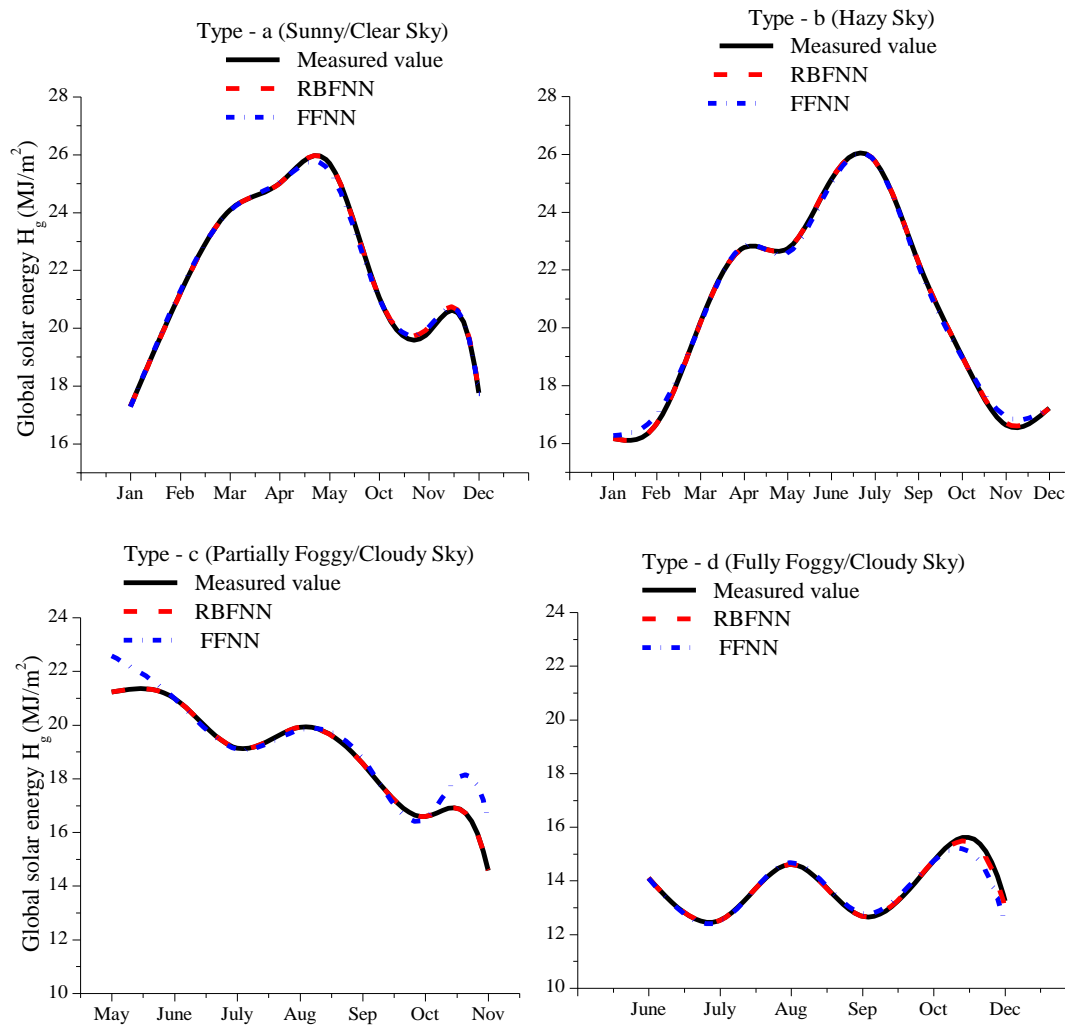 Type - a (Sunny/Clear Sky)
Measured value
RBFNN
FFNN
Global solar energy H_g (MJ/m²)
28
26
24
22
20
18
16
Jan Feb Mar Apr May Oct Nov Dec
Type - b (Hazy Sky)
Measured value
RBFNN
FFNN
28
26
24
22
20
18
16
Jan Feb Mar Apr May June July Sep Oct Nov Dec
Type - c (Partially Foggy/Cloudy Sky)
Measured value
RBFNN
FFNN
Global solar energy H_g (MJ/m²)
24
22
20
18
16
14
12
10
May June July Aug Sep Oct Nov
Type - d (Fully Foggy/Cloudy Sky)
Measured value
RBFNN
FFNN
24
22
20
18
16
14
12
10
June July Aug Sep Oct Dec